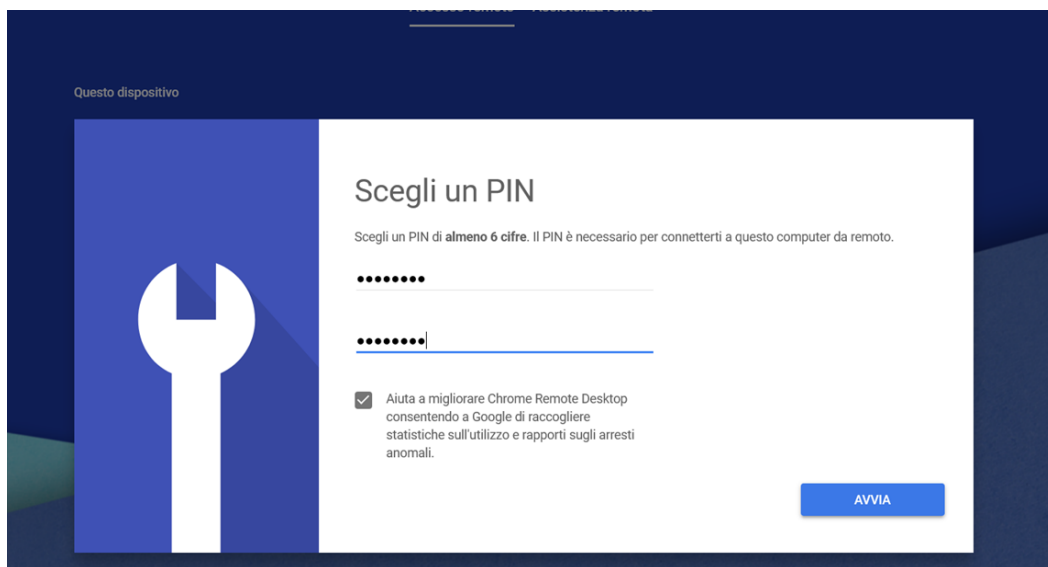 Questo dispositivo
Scegli un PIN
Scegli un PIN di almeno 6 cifre. Il PIN è necessario per connetterti a questo computer da remoto.
••••••••
••••••••
Aiuta a migliorare Chrome Remote Desktop
consentendo a Google di raccogliere
statistiche sull'utilizzo e rapporti sugli arresti
anomali.
AVVIA